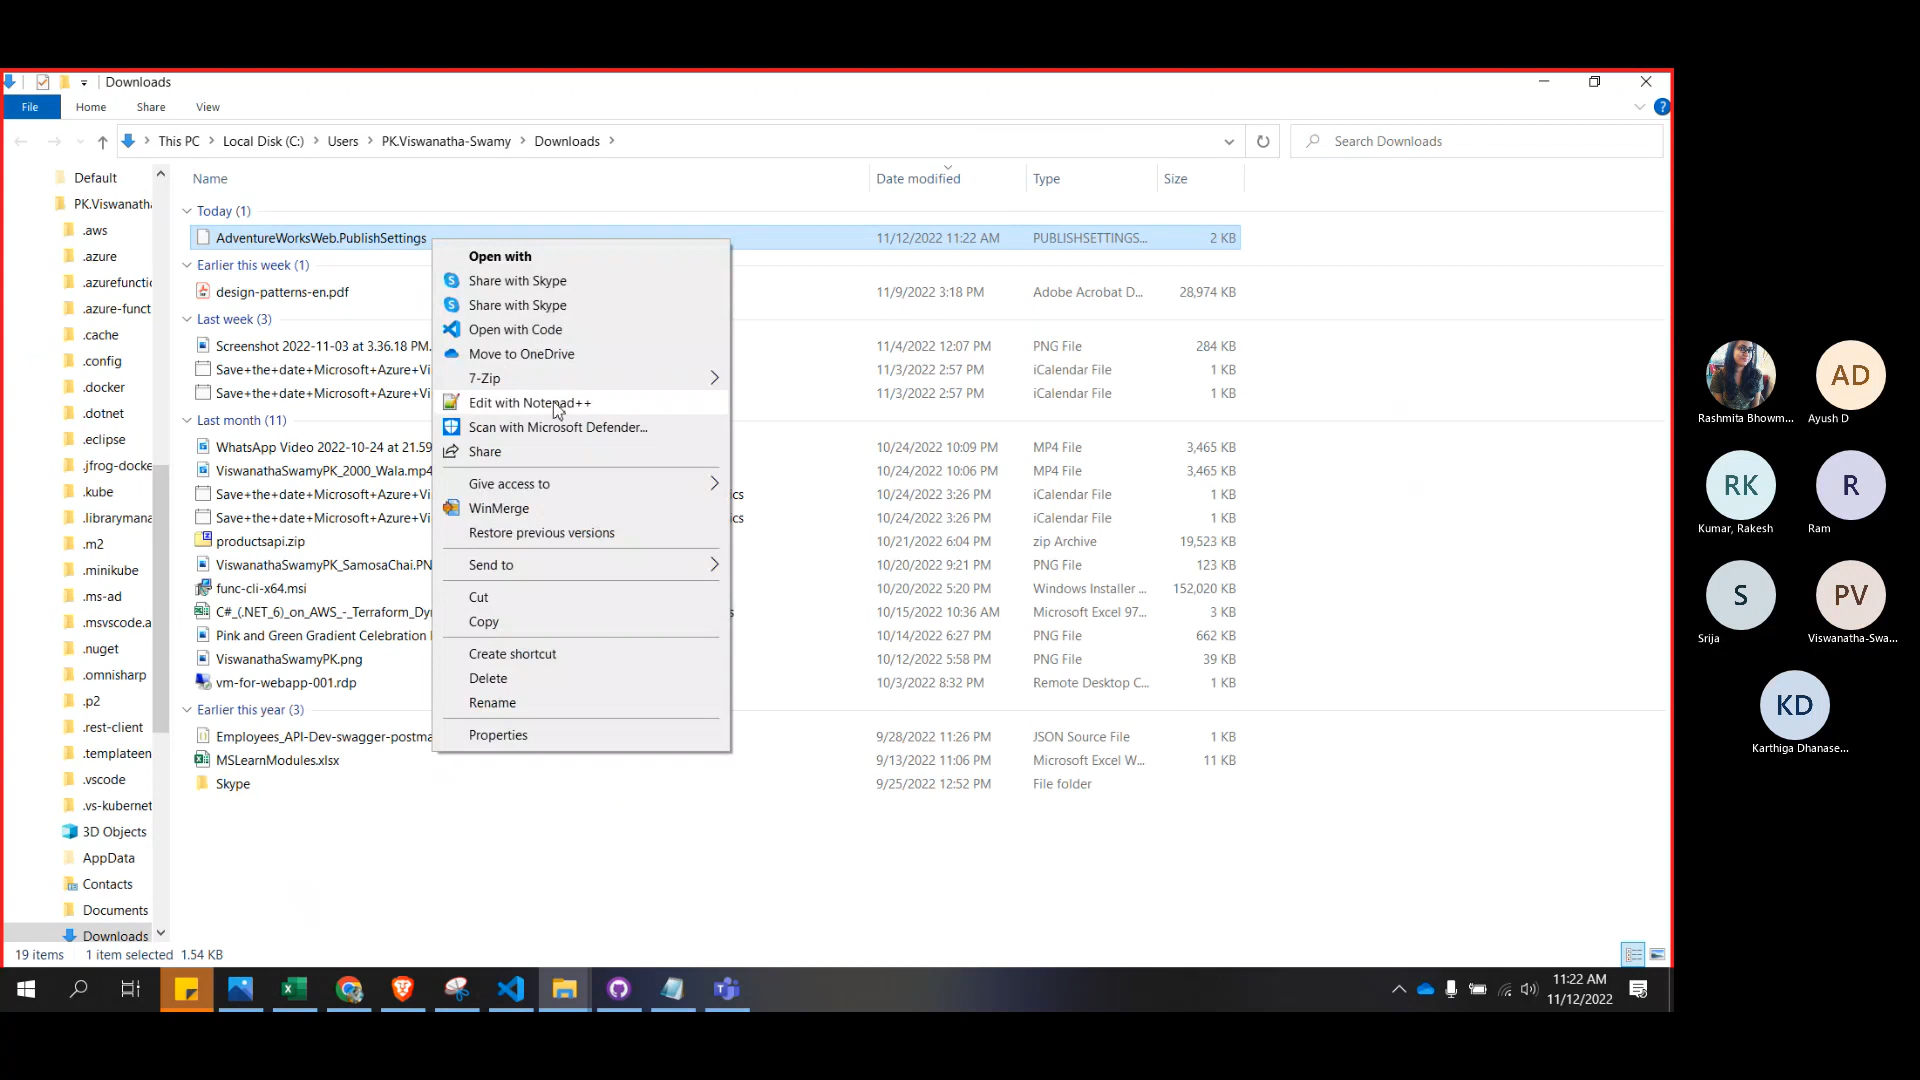 Downloads
File Home Share View
This PC Local Disk (C:) Users PK.Viswanatha-Swamy Downloads
Search Downloads
Name Date modified Type Size
Default
PK.Viswanatha
.aws
.azure
.azurefunctic
.azure-funct
.cache
.config
.docker
.dotnet
.eclipse
.jfrog-docke
.kube
.librarymana
.m2
.minikube
.ms-ad
.msvscode.a
.nuget
.omnisharp
.p2
.rest-client
.templateen
.vscode
.vs-kubernet
3D Objects
AppData
Contacts
Documents
Downloads
Today (1)
AdventureWorksWeb.PublishSettings 11/12/2022 11:22 AM PUBLISHSETTINGS... 2 KB
Earlier this week (1)
design-patterns-en.pdf 11/9/2022 3:18 PM Adobe Acrobat D... 28,974 KB
Last week (3)
Screenshot 2022-11-03 at 3.36.18 PM. 11/4/2022 12:07 PM PNG File 284 KB
Save+the+date+Microsoft+Azure+Vi 11/3/2022 2:57 PM iCalendar File 1 KB
Save+the+date+Microsoft+Azure+Vi 11/3/2022 2:57 PM iCalendar File 1 KB
Last month (11)
WhatsApp Video 2022-10-24 at 21.59 10/24/2022 10:09 PM MP4 File 3,465 KB
ViswanathaSwamyPK_2000_Wala.mp4 10/24/2022 10:06 PM MP4 File 3,465 KB
Save+the+date+Microsoft+Azure+Vi ics 10/24/2022 3:26 PM iCalendar File 1 KB
Save+the+date+Microsoft+Azure+Vi ics 10/24/2022 3:26 PM iCalendar File 1 KB
productsapi.zip 10/21/2022 6:04 PM zip Archive 19,523 KB
ViswanathaSwamyPK_SamosaChai.PN 10/20/2022 9:21 PM PNG File 123 KB
func-cli-x64.msi 10/20/2022 5:20 PM Windows Installer ... 152,020 KB
C#_(.NET_6)_on_AWS_-_Terraform_Dyn s 10/15/2022 10:36 AM Microsoft Excel 97... 3 KB
Pink and Green Gradient Celebration 10/14/2022 6:27 PM PNG File 662 KB
ViswanathaSwamyPK.png 10/12/2022 5:58 PM PNG File 39 KB
vm-for-webapp-001.rdp 10/3/2022 8:32 PM Remote Desktop C... 1 KB
Earlier this year (3)
Employees_API-Dev-swagger-postma 9/28/2022 11:26 PM JSON Source File 1 KB
MSLearnModules.xlsx 9/13/2022 11:06 PM Microsoft Excel W... 11 KB
Skype 9/25/2022 12:52 PM File folder
Open with
Share with Skype
Share with Skype
Open with Code
Move to OneDrive
7-Zip
Edit with Notepad++
Scan with Microsoft Defender...
Share
Give access to
WinMerge
Restore previous versions
Send to
Cut
Copy
Create shortcut
Delete
Rename
Properties
19 items 1 item selected 1.54 KB
11:22 AM
11/12/2022
Rashmita Bhowm...
AD
Ayush D
RK
Kumar, Rakesh
R
Ram
S
Srija
PV
Viswanatha-Swa...
KD
Karthiga Dhanase...